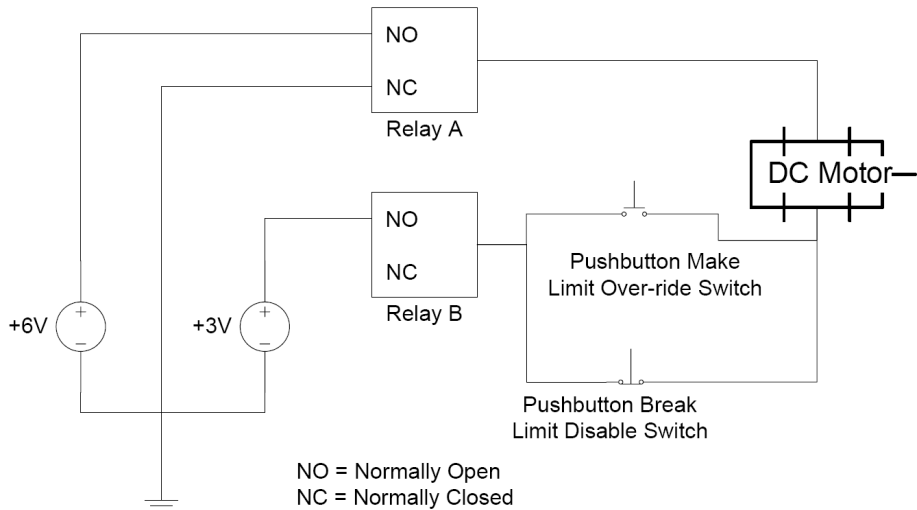 NO
NC
Relay A
DC Motor
NO
NC
Relay B
Pushbutton Make
Limit Over-ride Switch
+6V
+
−
+3V
+
−
Pushbutton Break
Limit Disable Switch
NO = Normally Open
NC = Normally Closed